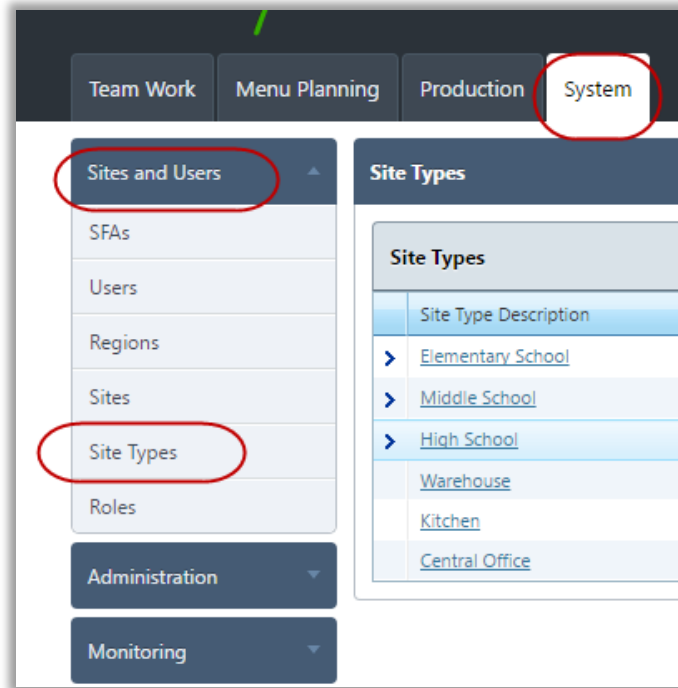 Team Work
Menu Planning
Production
System
Sites and Users
SFAs
Users
Regions
Sites
Site Types
Roles
Administration
Monitoring
Site Types
Site Types
Site Type Description
Elementary School
Middle School
High School
Warehouse
Kitchen
Central Office